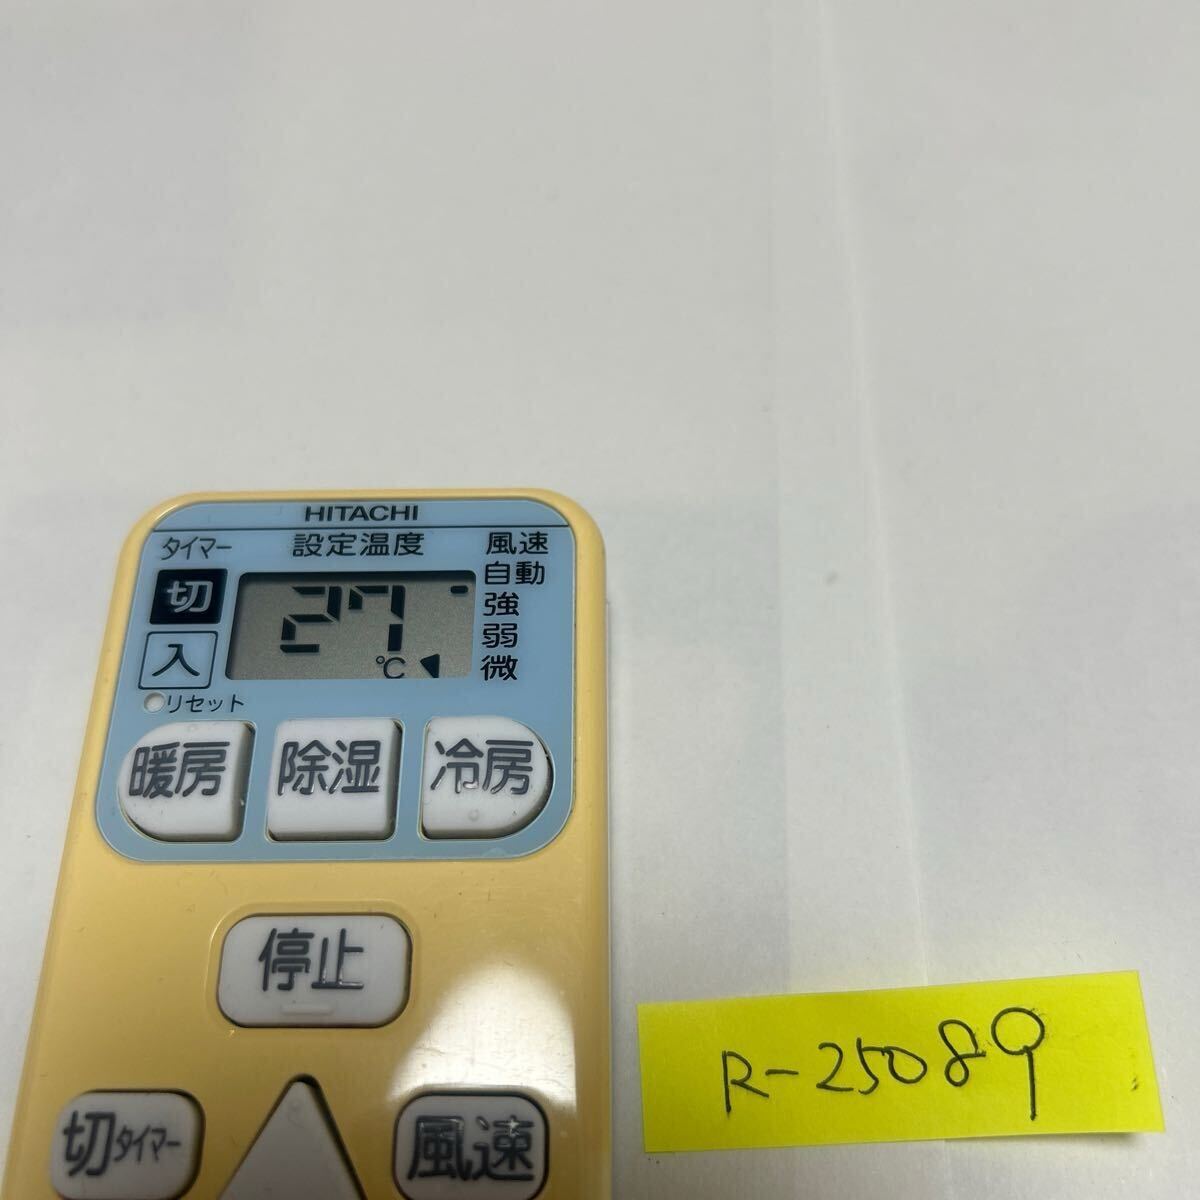 HITACHI
タイマー 設定温度 風速
自動
切 27 強
弱
入 ℃ 微
リセット
暖房 除湿 冷房
停止
切タイマー 風速
R-25089